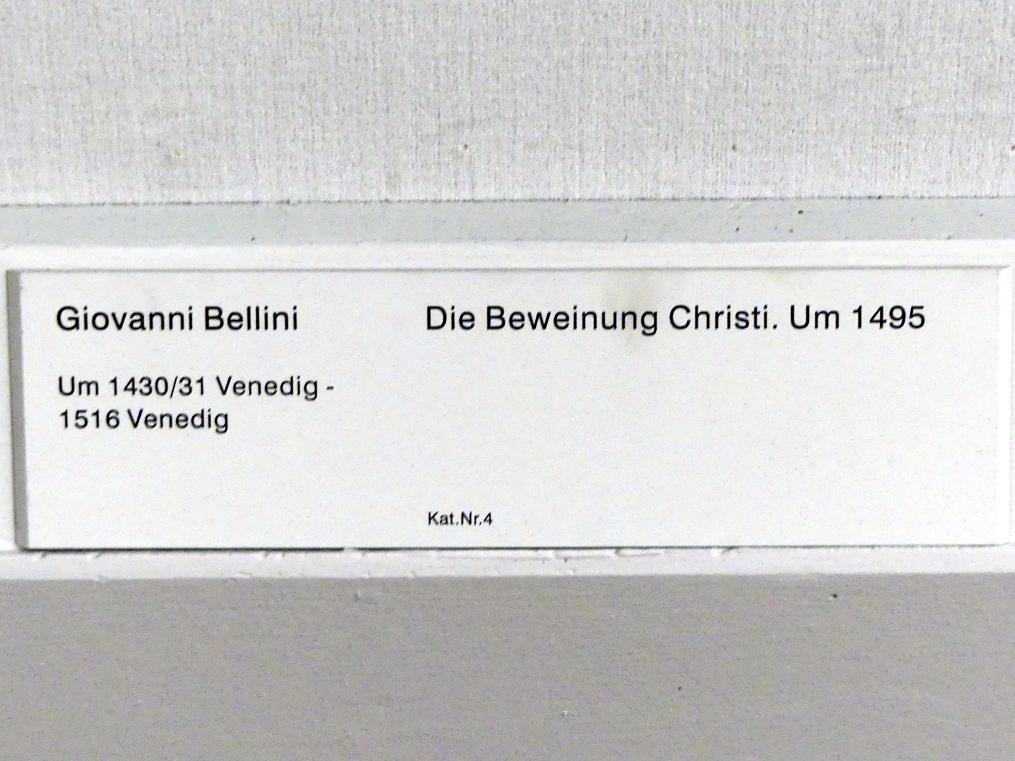 Giovanni Bellini
Die Beweinung Christi. Um 1495
Um 1430/31 Venedig -
1516 Venedig
Kat.Nr.4